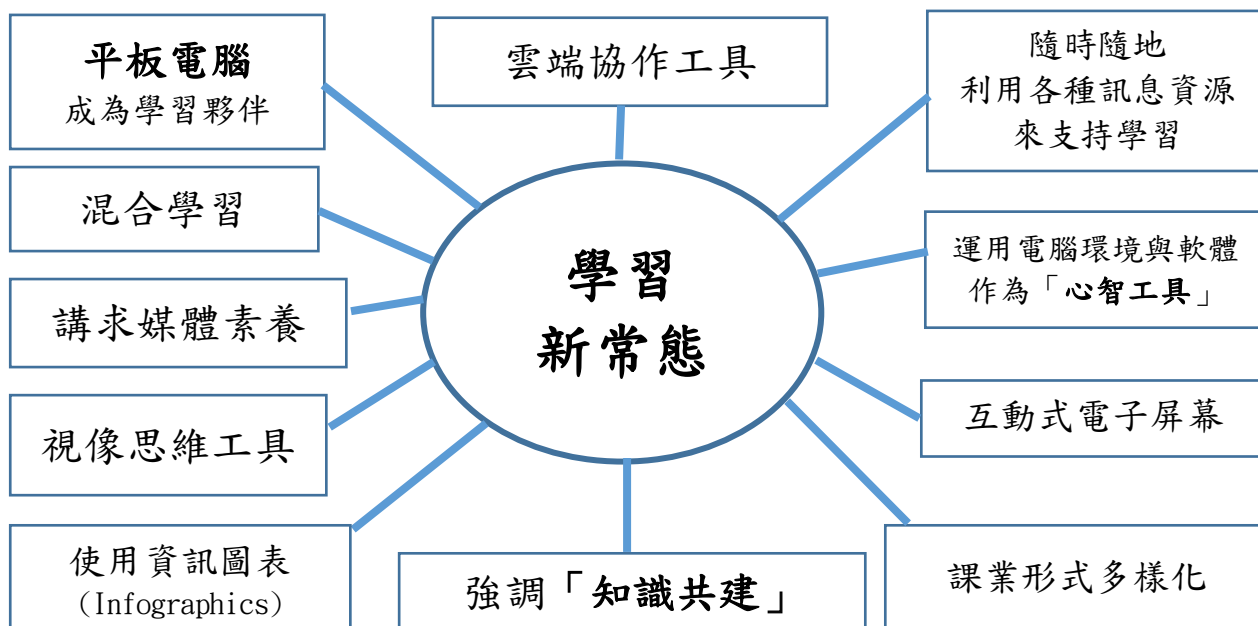 平板電腦
成為學習夥伴
雲端協作工具
隨時隨地
利用各種訊息資源
來支持學習
混合學習
運用電腦環境與軟體
作為「心智工具」
學習
新常態
講求媒體素養
視像思維工具
互動式電子屏幕
使用資訊圖表
(Infographics)
強調「知識共建」
課業形式多樣化